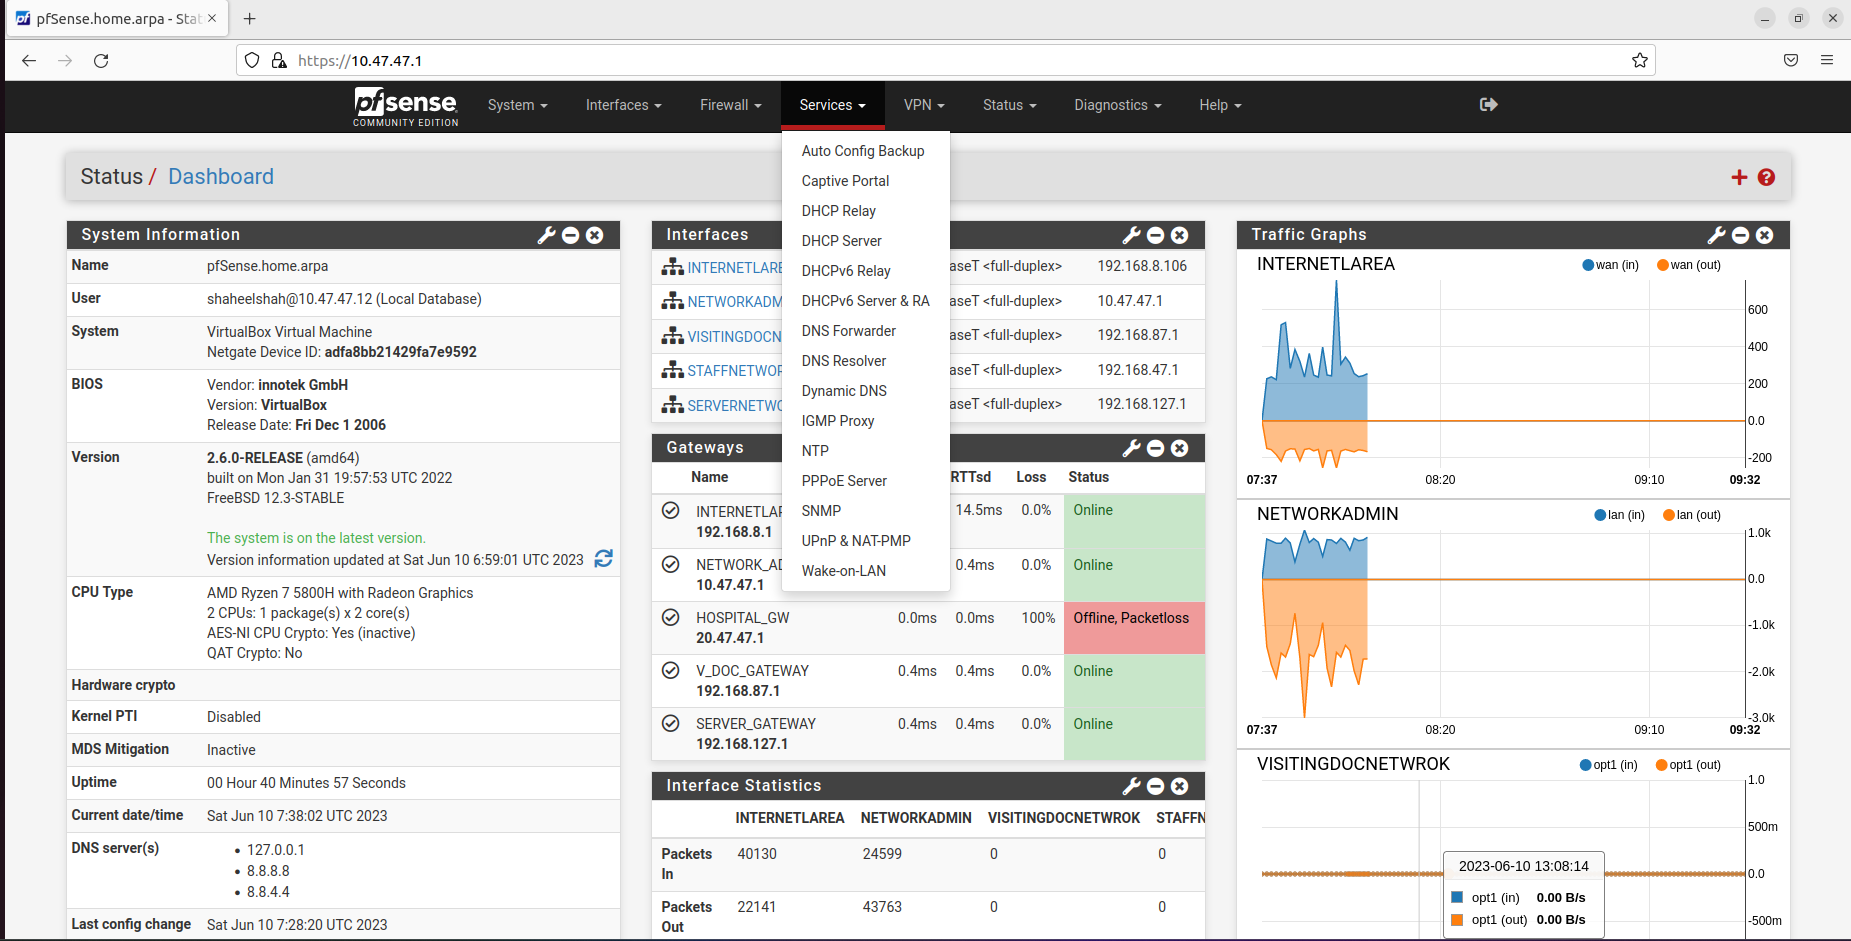 pfSense.home.arpa - Stat
https://10.47.47.1
pfsense
COMMUNITY EDITION
System
Interfaces
Firewall
Services
VPN
Status
Diagnostics
Help
Status / Dashboard
Auto Config Backup
Captive Portal
DHCP Relay
DHCP Server
DHCPv6 Relay
DHCPv6 Server & RA
DNS Forwarder
DNS Resolver
Dynamic DNS
IGMP Proxy
NTP
PPPoE Server
SNMP
UPnP & NAT-PMP
Wake-on-LAN
System Information
Name pfSense.home.arpa
User shaheelshah@10.47.47.12 (Local Database)
System VirtualBox Virtual Machine
Netgate Device ID: adfa8bb21429fa7e9592
BIOS Vendor: innotek GmbH
Version: VirtualBox
Release Date: Fri Dec 1 2006
Version 2.6.0-RELEASE (amd64)
built on Mon Jan 31 19:57:53 UTC 2022
FreeBSD 12.3-STABLE
The system is on the latest version.
Version information updated at Sat Jun 10 6:59:01 UTC 2023
CPU Type AMD Ryzen 7 5800H with Radeon Graphics
2 CPUs: 1 package(s) x 2 core(s)
AES-NI CPU Crypto: Yes (inactive)
QAT Crypto: No
Hardware crypto
Kernel PTI Disabled
MDS Mitigation Inactive
Uptime 00 Hour 40 Minutes 57 Seconds
Current date/time Sat Jun 10 7:38:02 UTC 2023
DNS server(s) • 127.0.0.1
• 8.8.8.8
• 8.8.4.4
Last config change Sat Jun 10 7:28:20 UTC 2023
Interfaces
INTERNETLARE aseT <full-duplex> 192.168.8.106
NETWORKADM aseT <full-duplex> 10.47.47.1
VISITINGDOCN aseT <full-duplex> 192.168.87.1
STAFFNETWOR aseT <full-duplex> 192.168.47.1
SERVERNETWO aseT <full-duplex> 192.168.127.1
Gateways
Name RTTsd Loss Status
INTERNETLAR 14.5ms 0.0% Online
192.168.8.1
NETWORK_AD 0.4ms 0.0% Online
10.47.47.1
HOSPITAL_GW 0.0ms 0.0ms 100% Offline, Packetloss
20.47.47.1
V_DOC_GATEWAY 0.4ms 0.4ms 0.0% Online
192.168.87.1
SERVER_GATEWAY 0.4ms 0.4ms 0.0% Online
192.168.127.1
Interface Statistics
INTERNETLAREA NETWORKADMIN VISITINGDOCNETWROK STAFFN
Packets In 40130 24599 0 0
Packets Out 22141 43763 0 0
Traffic Graphs
INTERNETLAREA wan (in) wan (out)
600
400
200
0.0
-200
07:37 08:20 09:10 09:32
NETWORKADMIN lan (in) lan (out)
1.0k
0.0
-1.0k
-2.0k
-3.0k
07:37 08:20 09:10 09:32
VISITINGDOCNETWROK opt1 (in) opt1 (out)
1.0
500m
0.0
-500m
2023-06-10 13:08:14
opt1 (in) 0.00 B/s
opt1 (out) 0.00 B/s